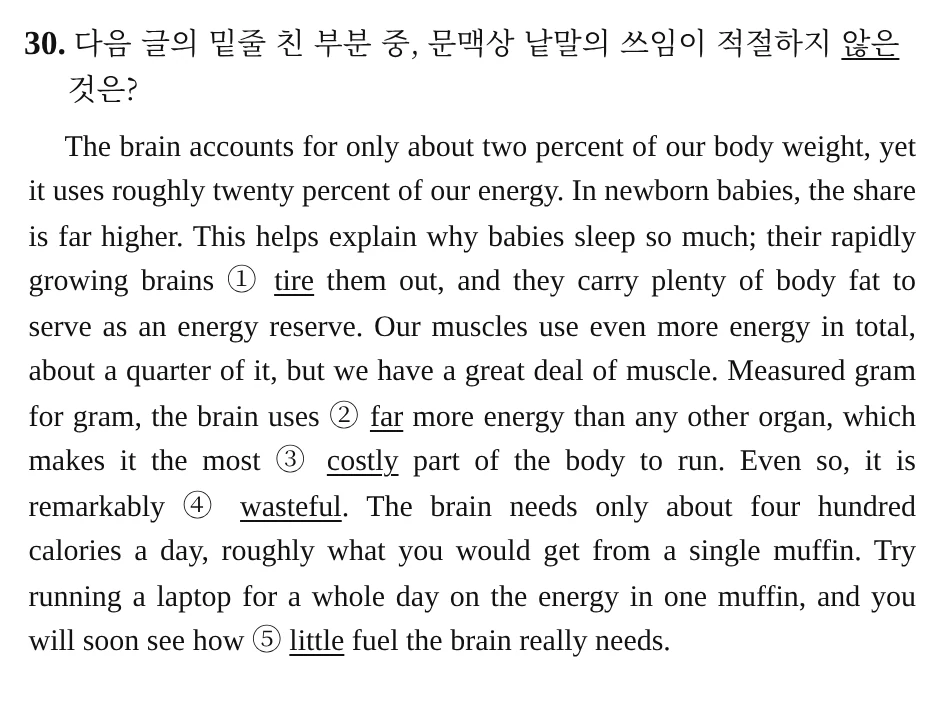 30. 다음 글의 밑줄 친 부분 중, 문맥상 낱말의 쓰임이 적절하지 않은
것은?
The brain accounts for only about two percent of our body weight, yet
it uses roughly twenty percent of our energy. In newborn babies, the share
is far higher. This helps explain why babies sleep so much; their rapidly
growing brains ① tire them out, and they carry plenty of body fat to
serve as an energy reserve. Our muscles use even more energy in total,
about a quarter of it, but we have a great deal of muscle. Measured gram
for gram, the brain uses ② far more energy than any other organ, which
makes it the most ③ costly part of the body to run. Even so, it is
remarkably ④ wasteful. The brain needs only about four hundred
calories a day, roughly what you would get from a single muffin. Try
running a laptop for a whole day on the energy in one muffin, and you
will soon see how ⑤ little fuel the brain really needs.